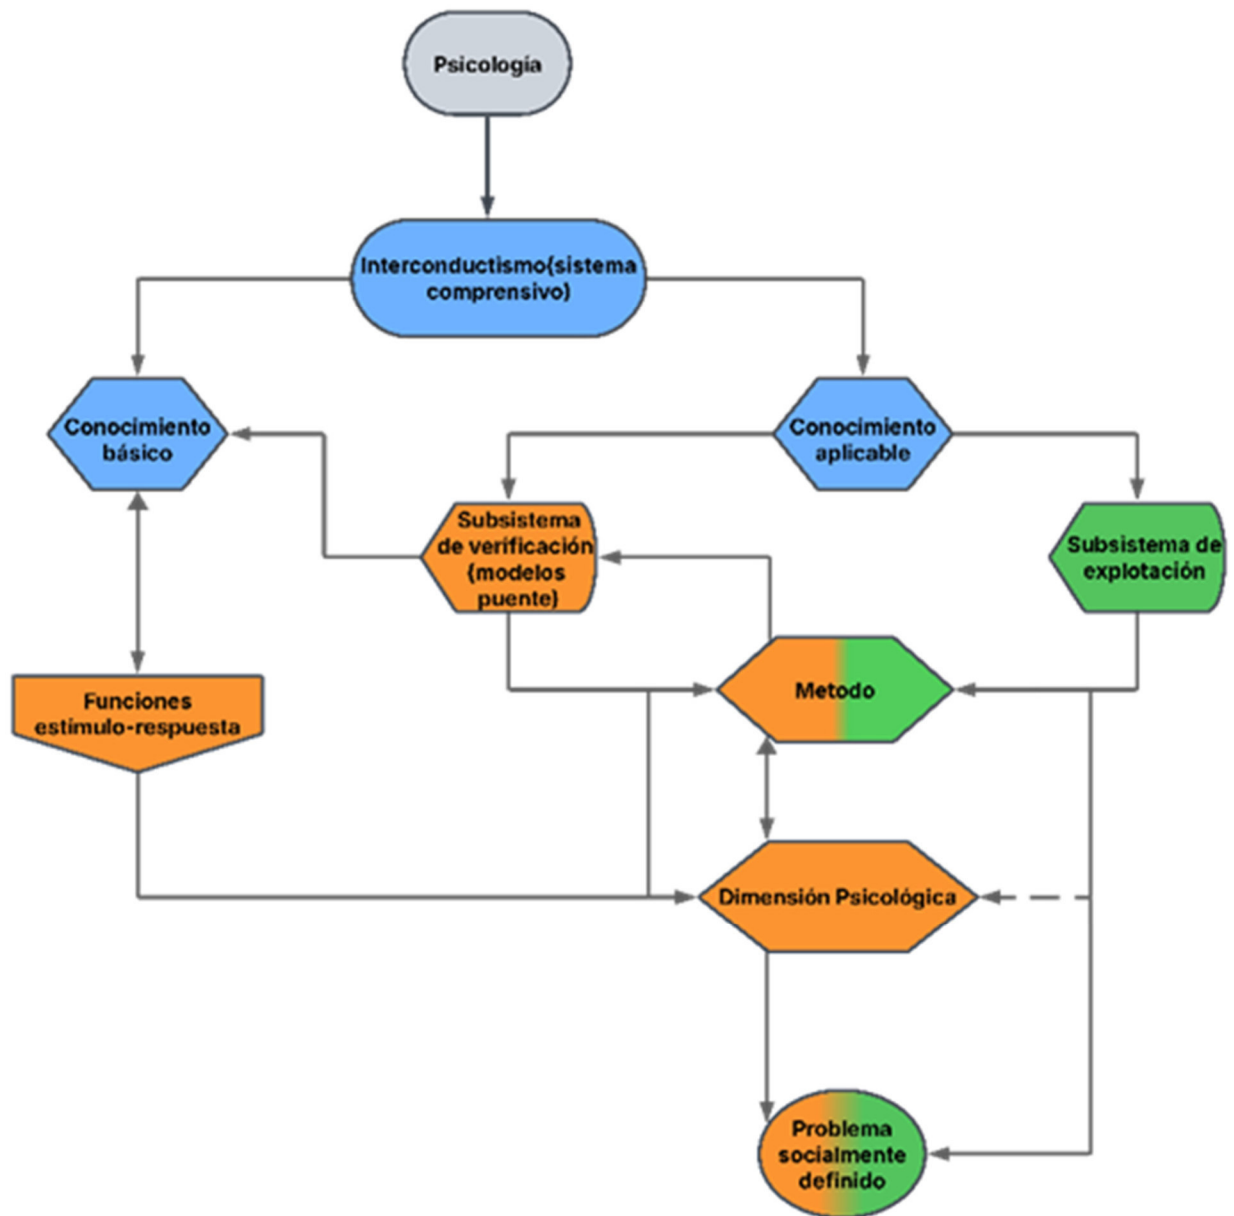 Psicología
Interconductismo(sistema
comprensivo)
Conocimiento
básico
Conocimiento
aplicable
Subsistema
de verificación
(modelos
puente)
Subsistema de
explotación
Funciones
estímulo-respuesta
Metodo
Dimensión Psicológica
Problema
socialmente
definido